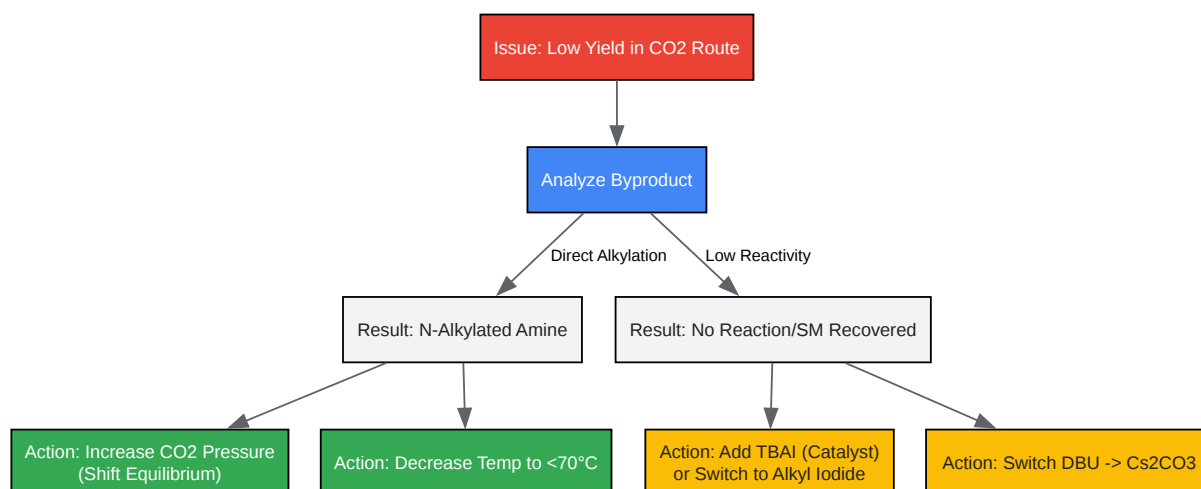 Issue: Low Yield in CO2 Route
Analyze Byproduct
Direct Alkylation
Low Reactivity
Result: N-Alkylated Amine
Result: No Reaction/SM Recovered
Action: Increase CO2 Pressure
(Shift Equilibrium)
Action: Decrease Temp to <70°C
Action: Add TBAI (Catalyst)
or Switch to Alkyl Iodide
Action: Switch DBU -> Cs2CO3